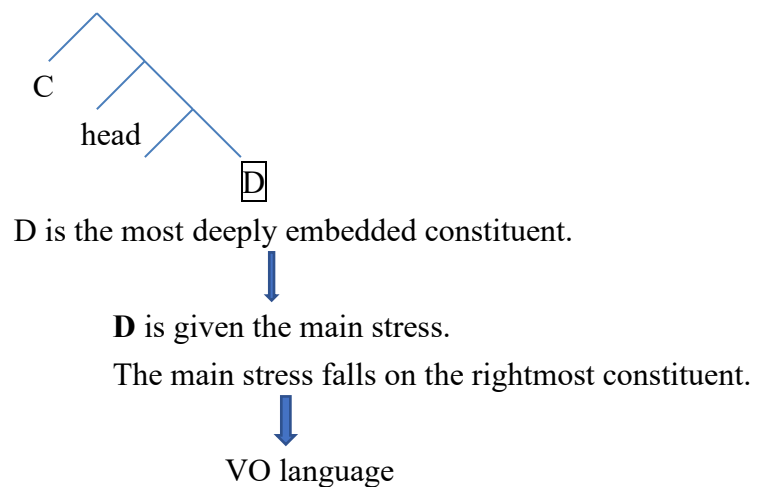 C
head
D
D is the most deeply embedded constituent.
D is given the main stress.
The main stress falls on the rightmost constituent.
VO language